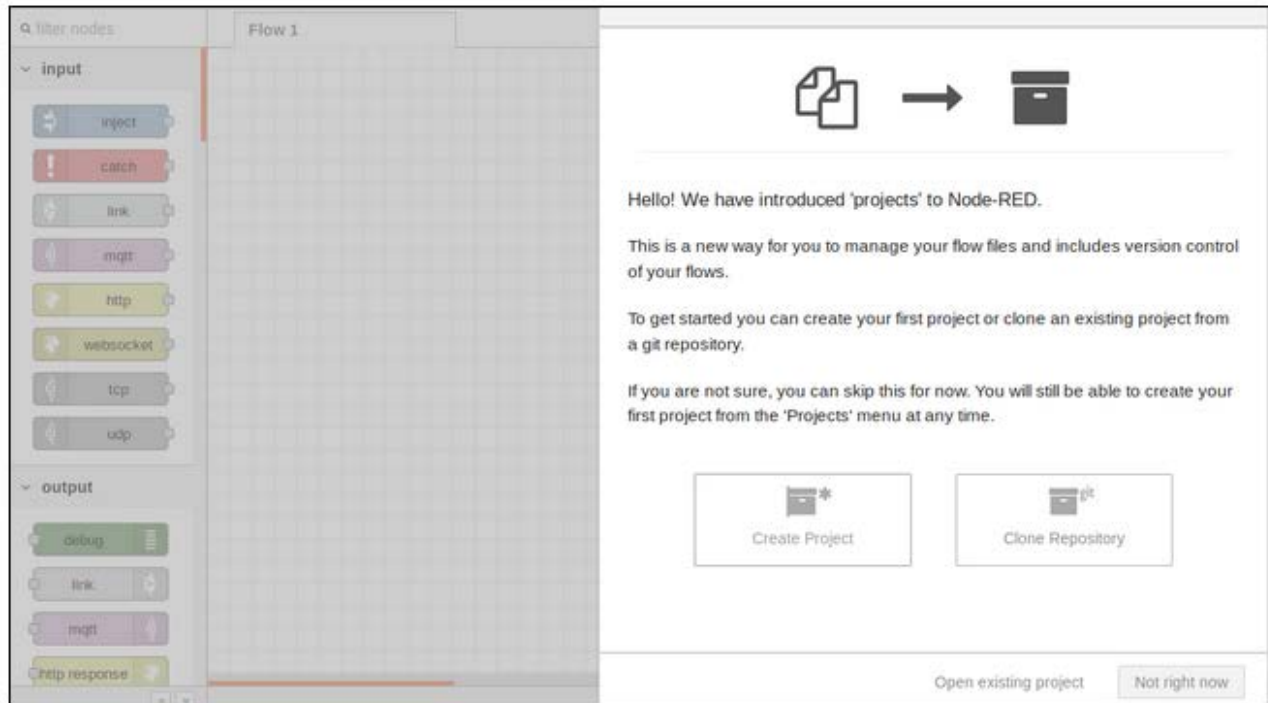 filter nodes
Flow 1
input
inject
catch
link
mqtt
http
websocket
tcp
udp
output
debug
link
mqtt
http response
Hello! We have introduced 'projects' to Node-RED.
This is a new way for you to manage your flow files and includes version control
of your flows.
To get started you can create your first project or clone an existing project from
a git repository.
If you are not sure, you can skip this for now. You will still be able to create your
first project from the 'Projects' menu at any time.
Create Project
git
Clone Repository
Open existing project
Not right now